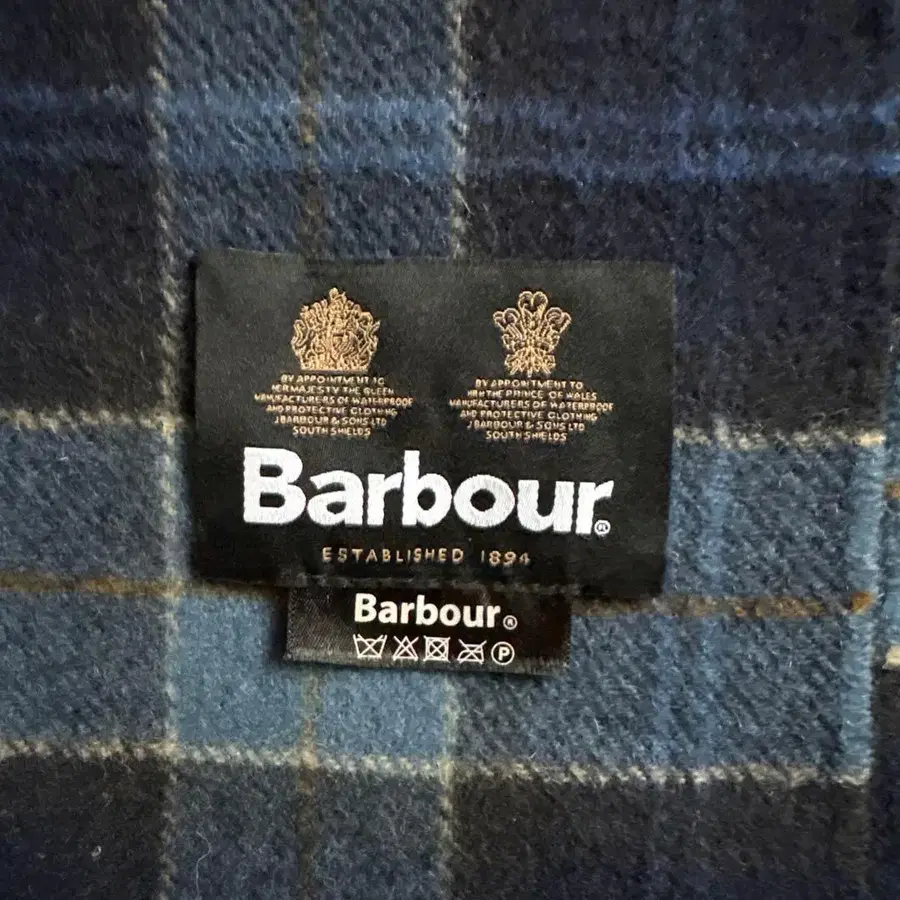 BY APPOINTMENT TO
HER MAJESTY THE QUEEN
MANUFACTURERS OF WATERPROOF
AND PROTECTIVE CLOTHING
J BARBOUR & SONS LTD
SOUTH SHIELDS
BY APPOINTMENT TO
HRH THE PRINCE OF WALES
MANUFACTURERS OF WATERPROOF
AND PROTECTIVE CLOTHING
J BARBOUR & SONS LTD
SOUTH SHIELDS
Barbour®
ESTABLISHED 1894
Barbour®
P